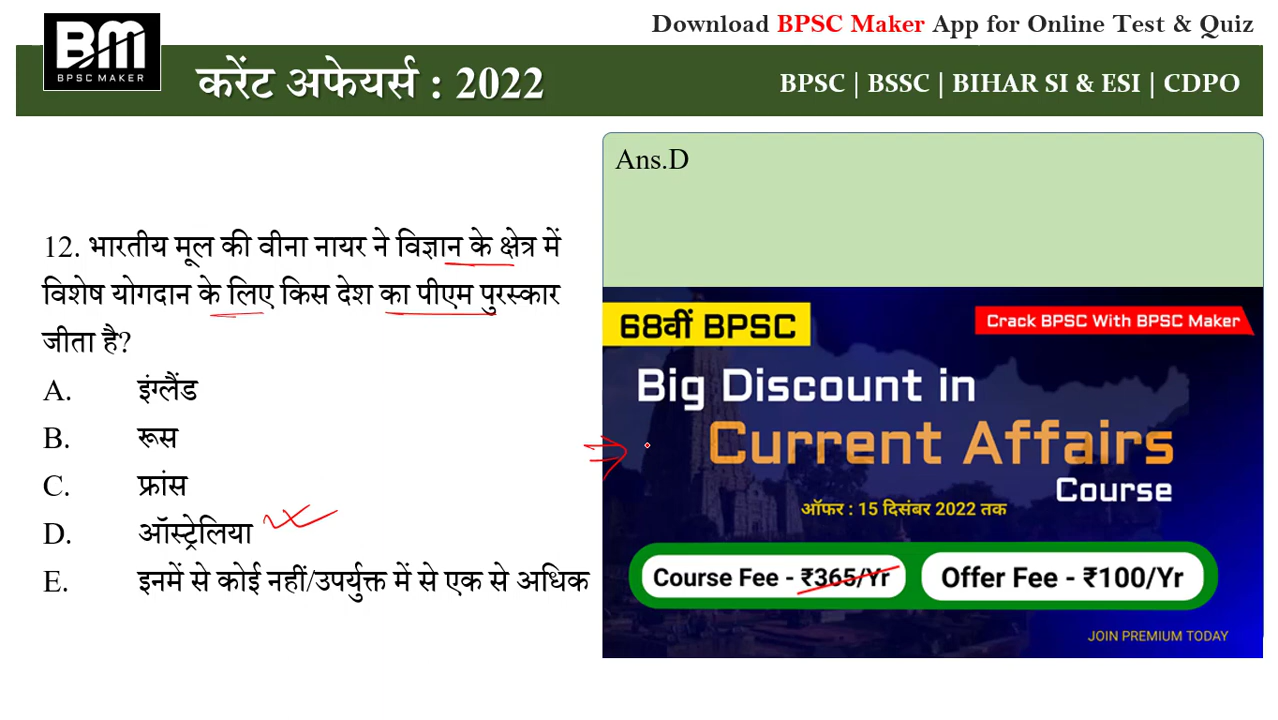 Download BPSC Maker App for Online Test & Quiz
BM
BPSC MAKER
करेंट अफेयर्स : 2022
BPSC | BSSC | BIHAR SI & ESI | CDPO
12. भारतीय मूल की वीना नायर ने विज्ञान के क्षेत्र में
विशेष योगदान के लिए किस देश का पीएम पुरस्कार
जीता है?
A. इंग्लैंड
B. रूस
C. फ्रांस
D. ऑस्ट्रेलिया
E. इनमें से कोई नहीं/उपर्युक्त में से एक से अधिक
Ans.D
68वीं BPSC
Crack BPSC With BPSC Maker
Big Discount in
Current Affairs
Course
ऑफर : 15 दिसंबर 2022 तक
Course Fee - ₹365/Yr
Offer Fee - ₹100/Yr
JOIN PREMIUM TODAY